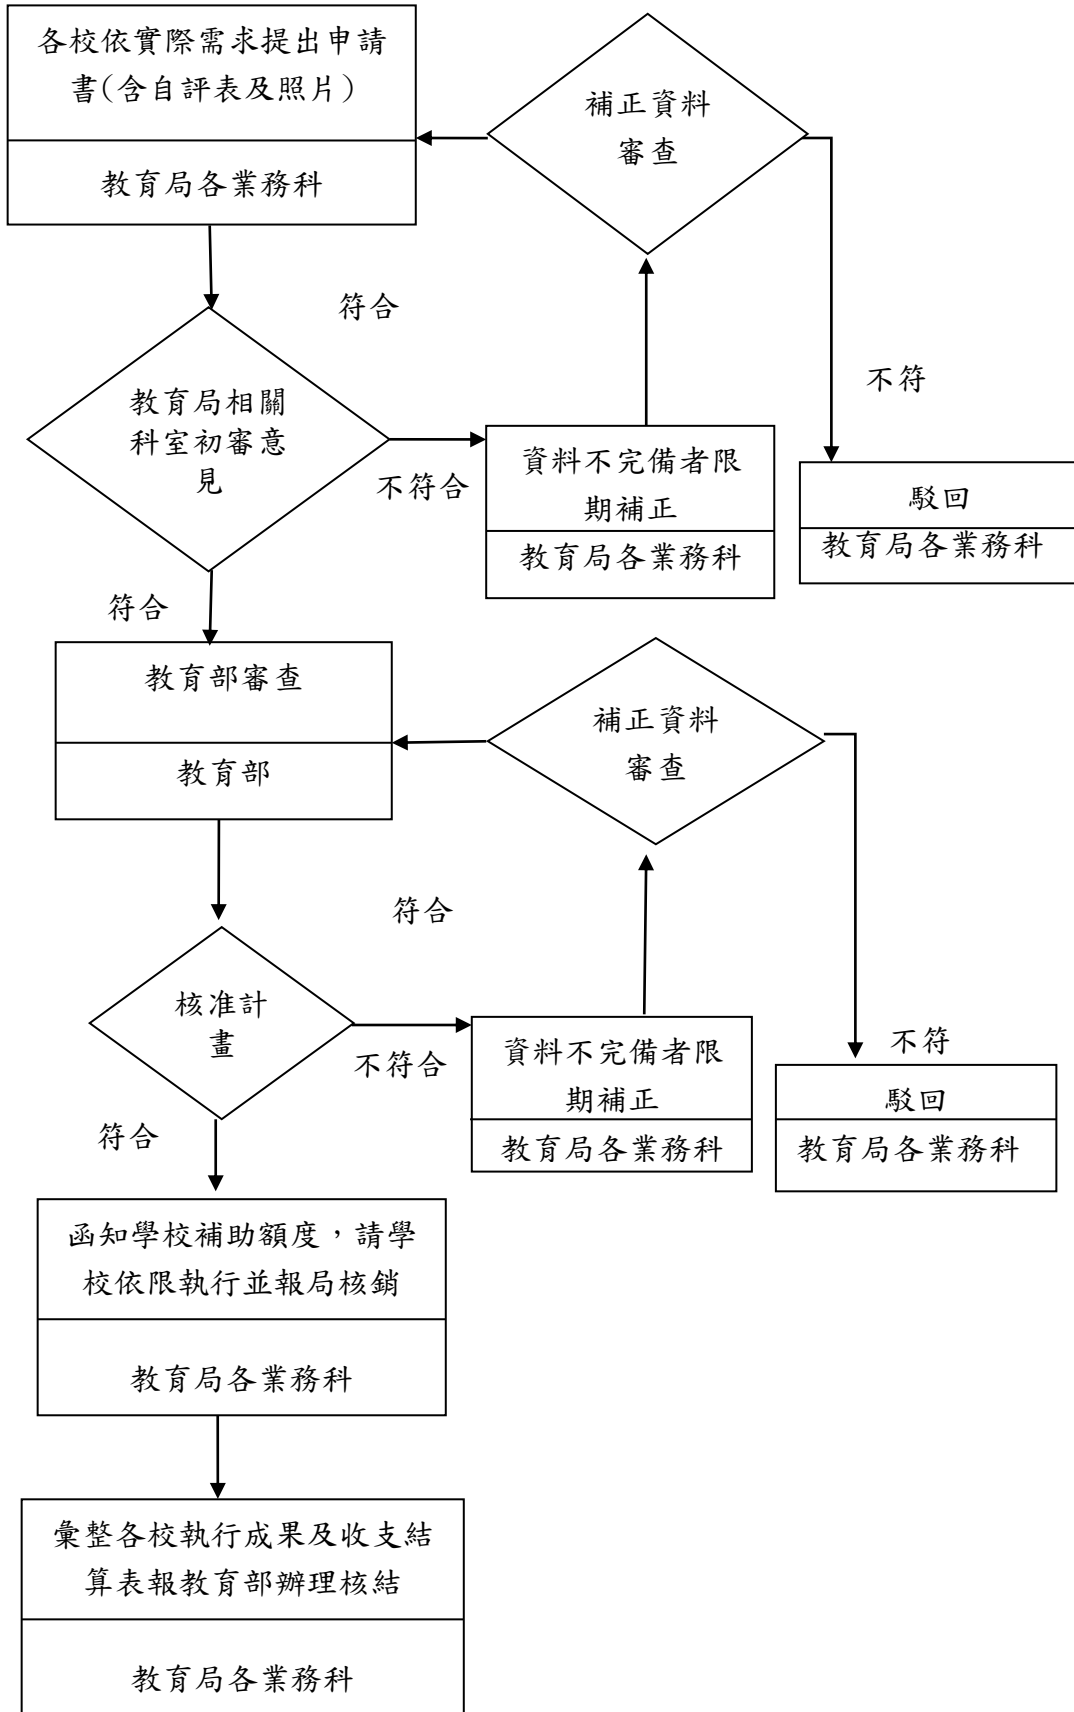 各校依實際需求提出申請
書(含自評表及照片)
教育局各業務科
補正資料
審查
符合
不符
教育局相關
科室初審意
見
不符合
資料不完備者限
期補正
教育局各業務科
駁回
教育局各業務科
符合
教育部審查
教育部
補正資料
審查
符合
核准計
畫
不符合
資料不完備者限
期補正
教育局各業務科
不符
駁回
教育局各業務科
符合
函知學校補助額度，請學
校依限執行並報局核銷
教育局各業務科
彙整各校執行成果及收支結
算表報教育部辦理核結
教育局各業務科